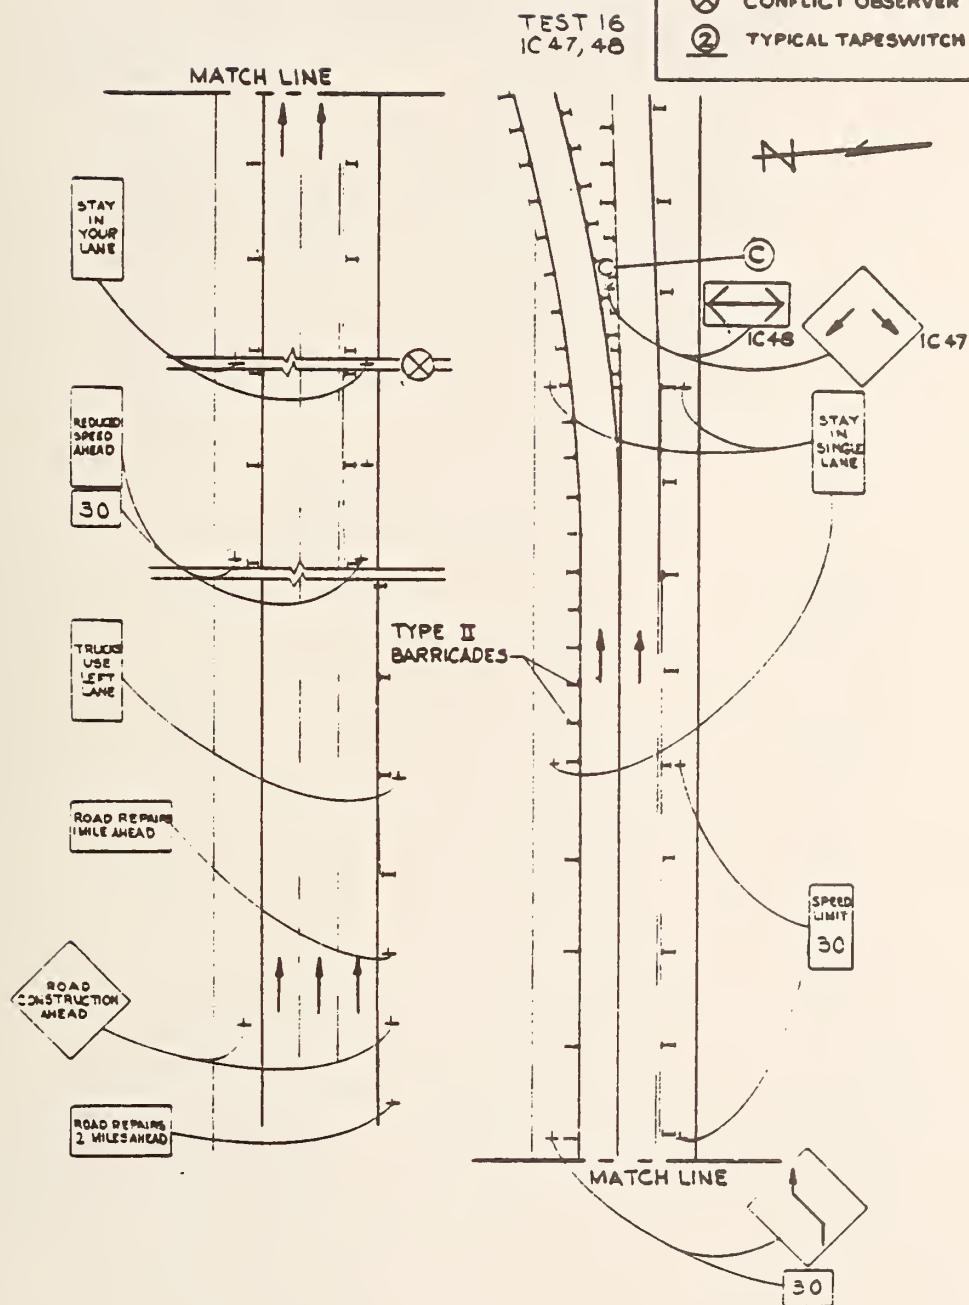 CONFLICT OBSERVER
2 TYPICAL TAPESWITCH
TEST 16
IC 47, 48
MATCH LINE
STAY
IN
YOUR
LANE
REDUCED
SPEED
AHEAD
30
TRUCKS
USE
LEFT
LANE
ROAD REPAIRS
1 MILE AHEAD
ROAD
CONSTRUCTION
AHEAD
ROAD REPAIRS
2 MILES AHEAD
TYPE II
BARRICADES
N
C
C
IC48
IC47
STAY
IN
SINGLE
LANE
SPEED
LIMIT
30
MATCH LINE
30